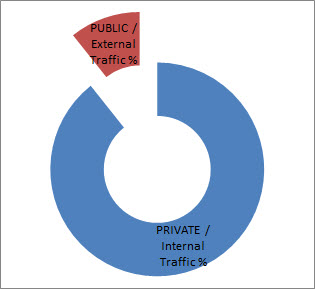 PUBLIC /
External
Traffic %
PRIVATE /
Internal
Traffic %